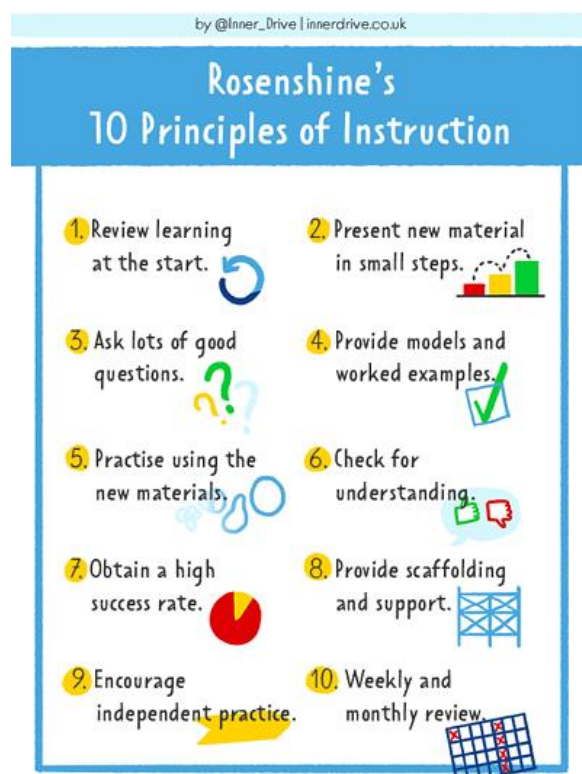 by @Inner_Drive | innerdrive.co.uk
Rosenshine's
10 Principles of Instruction
1. Review learning
at the start.
2. Present new material
in small steps.
3. Ask lots of good
questions.
4. Provide models and
worked examples.
5. Practise using the
new materials.
6. Check for
understanding.
7. Obtain a high
success rate.
8. Provide scaffolding
and support.
9. Encourage
independent practice.
10. Weekly and
monthly review.